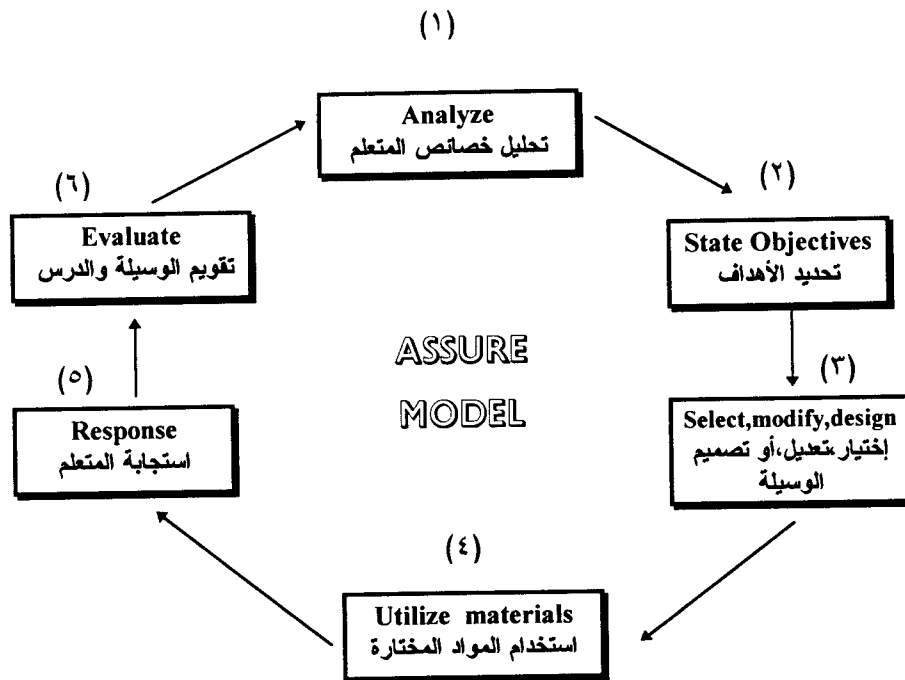 (١)
Analyze
تحليل خصائص المتعلم
(٢)
State Objectives
تحديد الأهداف
(٣)
Select,modify,design
إختيار،تعديل،أو تصميم
الوسيلة
(٤)
Utilize materials
استخدام المواد المختارة
(٥)
Response
استجابة المتعلم
(٦)
Evaluate
تقويم الوسيلة والدرس
ASSURE
MODEL